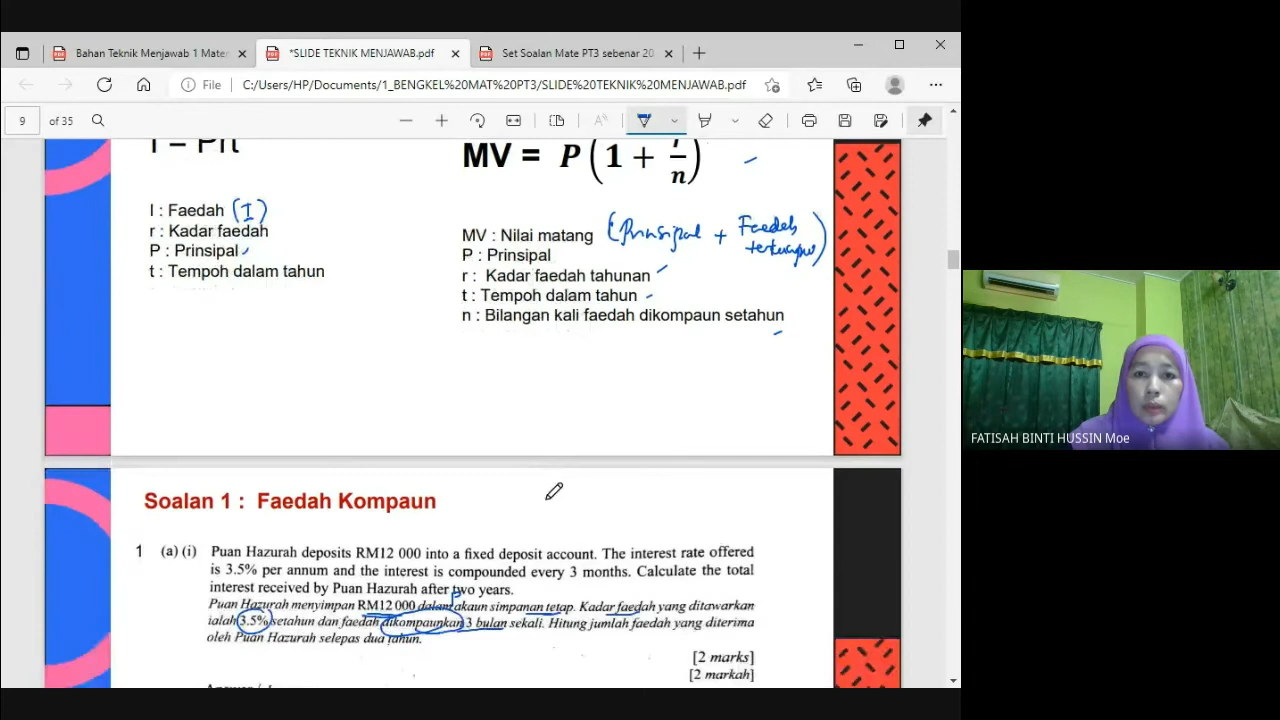 Bahan Teknik Menjawab 1 Mate
*SLIDE TEKNIK MENJAWAB.pdf
Set Soalan Mate PT3 sebenar 20
File
C:/Users/HP/Documents/1_BENGKEL%20MAT%20PT3/SLIDE%20TEKNIK%20MENJAWAB.pdf
9 of 35
I = Prt
MV = P(1 + r/n)
I : Faedah (I)
r : Kadar faedah
P : Prinsipal
t : Tempoh dalam tahun
MV : Nilai matang (Prinsipal + Faedah
P : Prinsipal
r : Kadar faedah tahunan
t : Tempoh dalam tahun
n : Bilangan kali faedah dikompaun setahun
FATISAH BINTI HUSSIN Moe
Soalan 1 : Faedah Kompaun
1 (a) (i) Puan Hazurah deposits RM12 000 into a fixed deposit account. The interest rate offered
is 3.5% per annum and the interest is compounded every 3 months. Calculate the total
interest received by Puan Hazurah after two years.
P
Puan Hazurah menyimpan RM12 000 dalam akaun simpanan tetap. Kadar faedah yang ditawarkan
ialah 3.5% setahun dan faedah dikompaunkan 3 bulan sekali. Hitung jumlah faedah yang diterima
oleh Puan Hazurah selepas dua tahun.
[2 marks]
[2 markah]